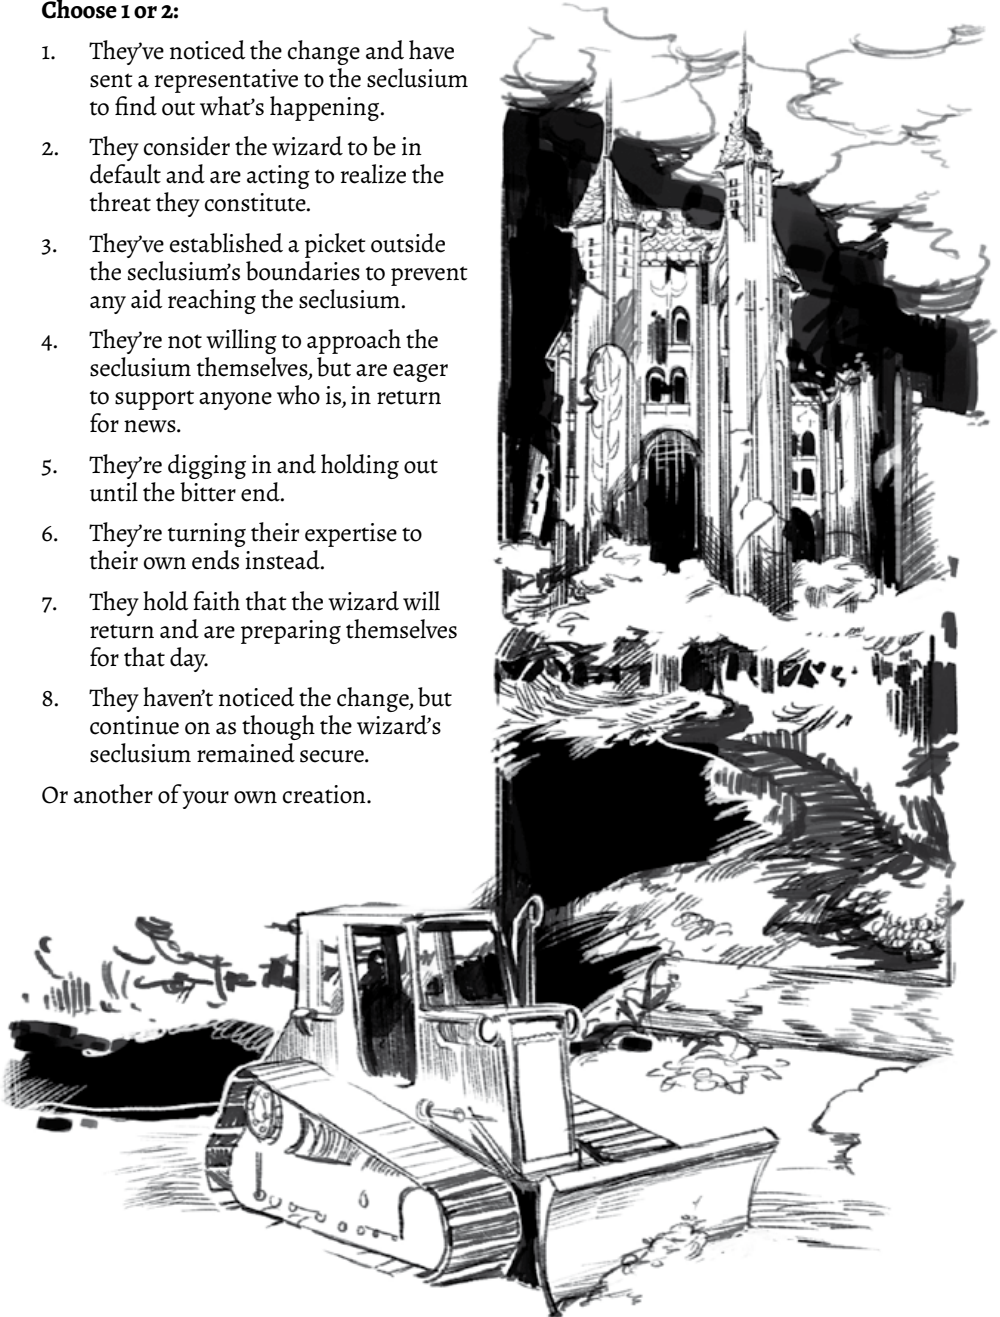 Choose 1 or 2:
1. They’ve noticed the change and have
sent a representative to the seclusium
to find out what’s happening.
2. They consider the wizard to be in
default and are acting to realize the
threat they constitute.
3. They’ve established a picket outside
the seclusium’s boundaries to prevent
any aid reaching the seclusium.
4. They’re not willing to approach the
seclusium themselves, but are eager
to support anyone who is, in return
for news.
5. They’re digging in and holding out
until the bitter end.
6. They’re turning their expertise to
their own ends instead.
7. They hold faith that the wizard will
return and are preparing themselves
for that day.
8. They haven’t noticed the change, but
continue on as though the wizard’s
seclusium remained secure.
Or another of your own creation.